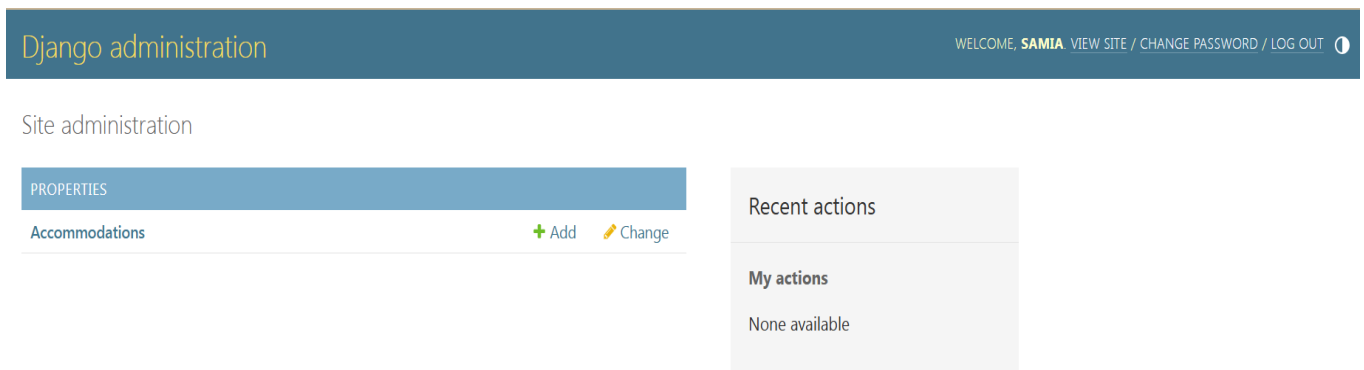 Django administration
WELCOME, SAMIA. VIEW SITE / CHANGE PASSWORD / LOG OUT
Site administration
PROPERTIES
Accommodations Add Change
Recent actions
My actions
None available